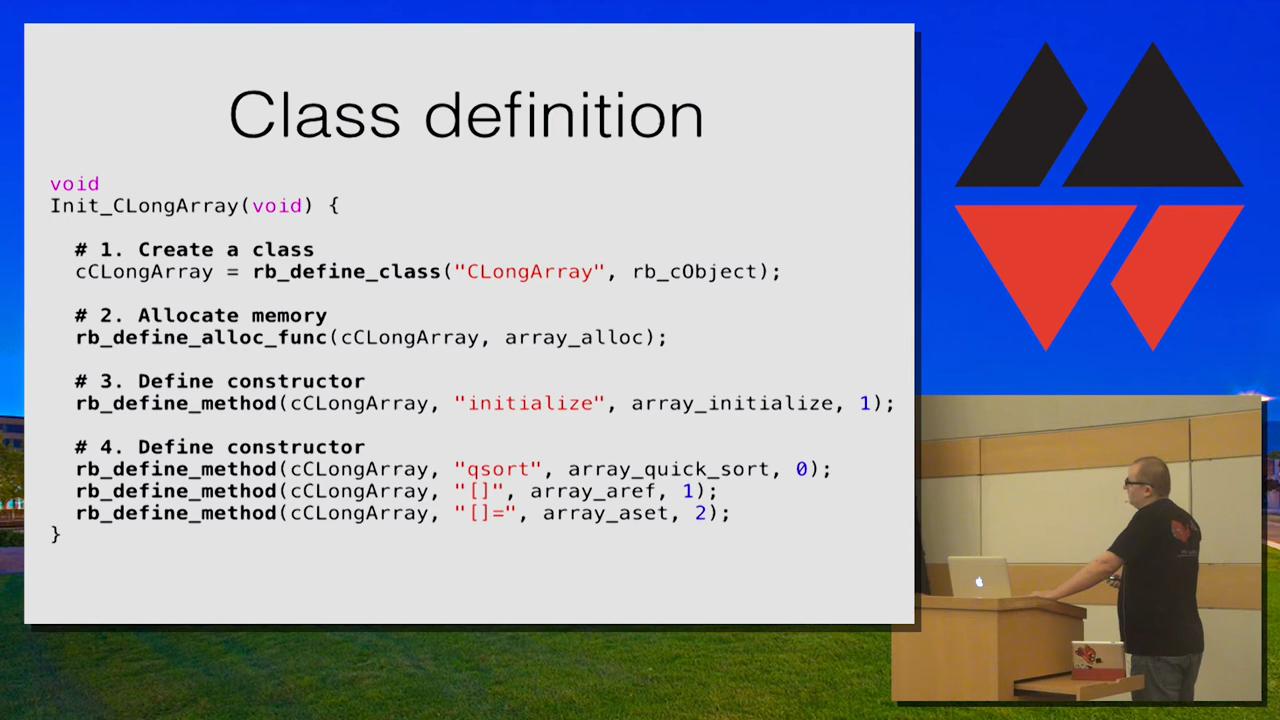 Class definition
void
Init_CLongArray(void) {
# 1. Create a class
cCLongArray = rb_define_class("CLongArray", rb_cObject);
# 2. Allocate memory
rb_define_alloc_func(cCLongArray, array_alloc);
# 3. Define constructor
rb_define_method(cCLongArray, "initialize", array_initialize, 1);
# 4. Define constructor
rb_define_method(cCLongArray, "qsort", array_quick_sort, 0);
rb_define_method(cCLongArray, "[]", array_aref, 1);
rb_define_method(cCLongArray, "[]=", array_aset, 2);
}